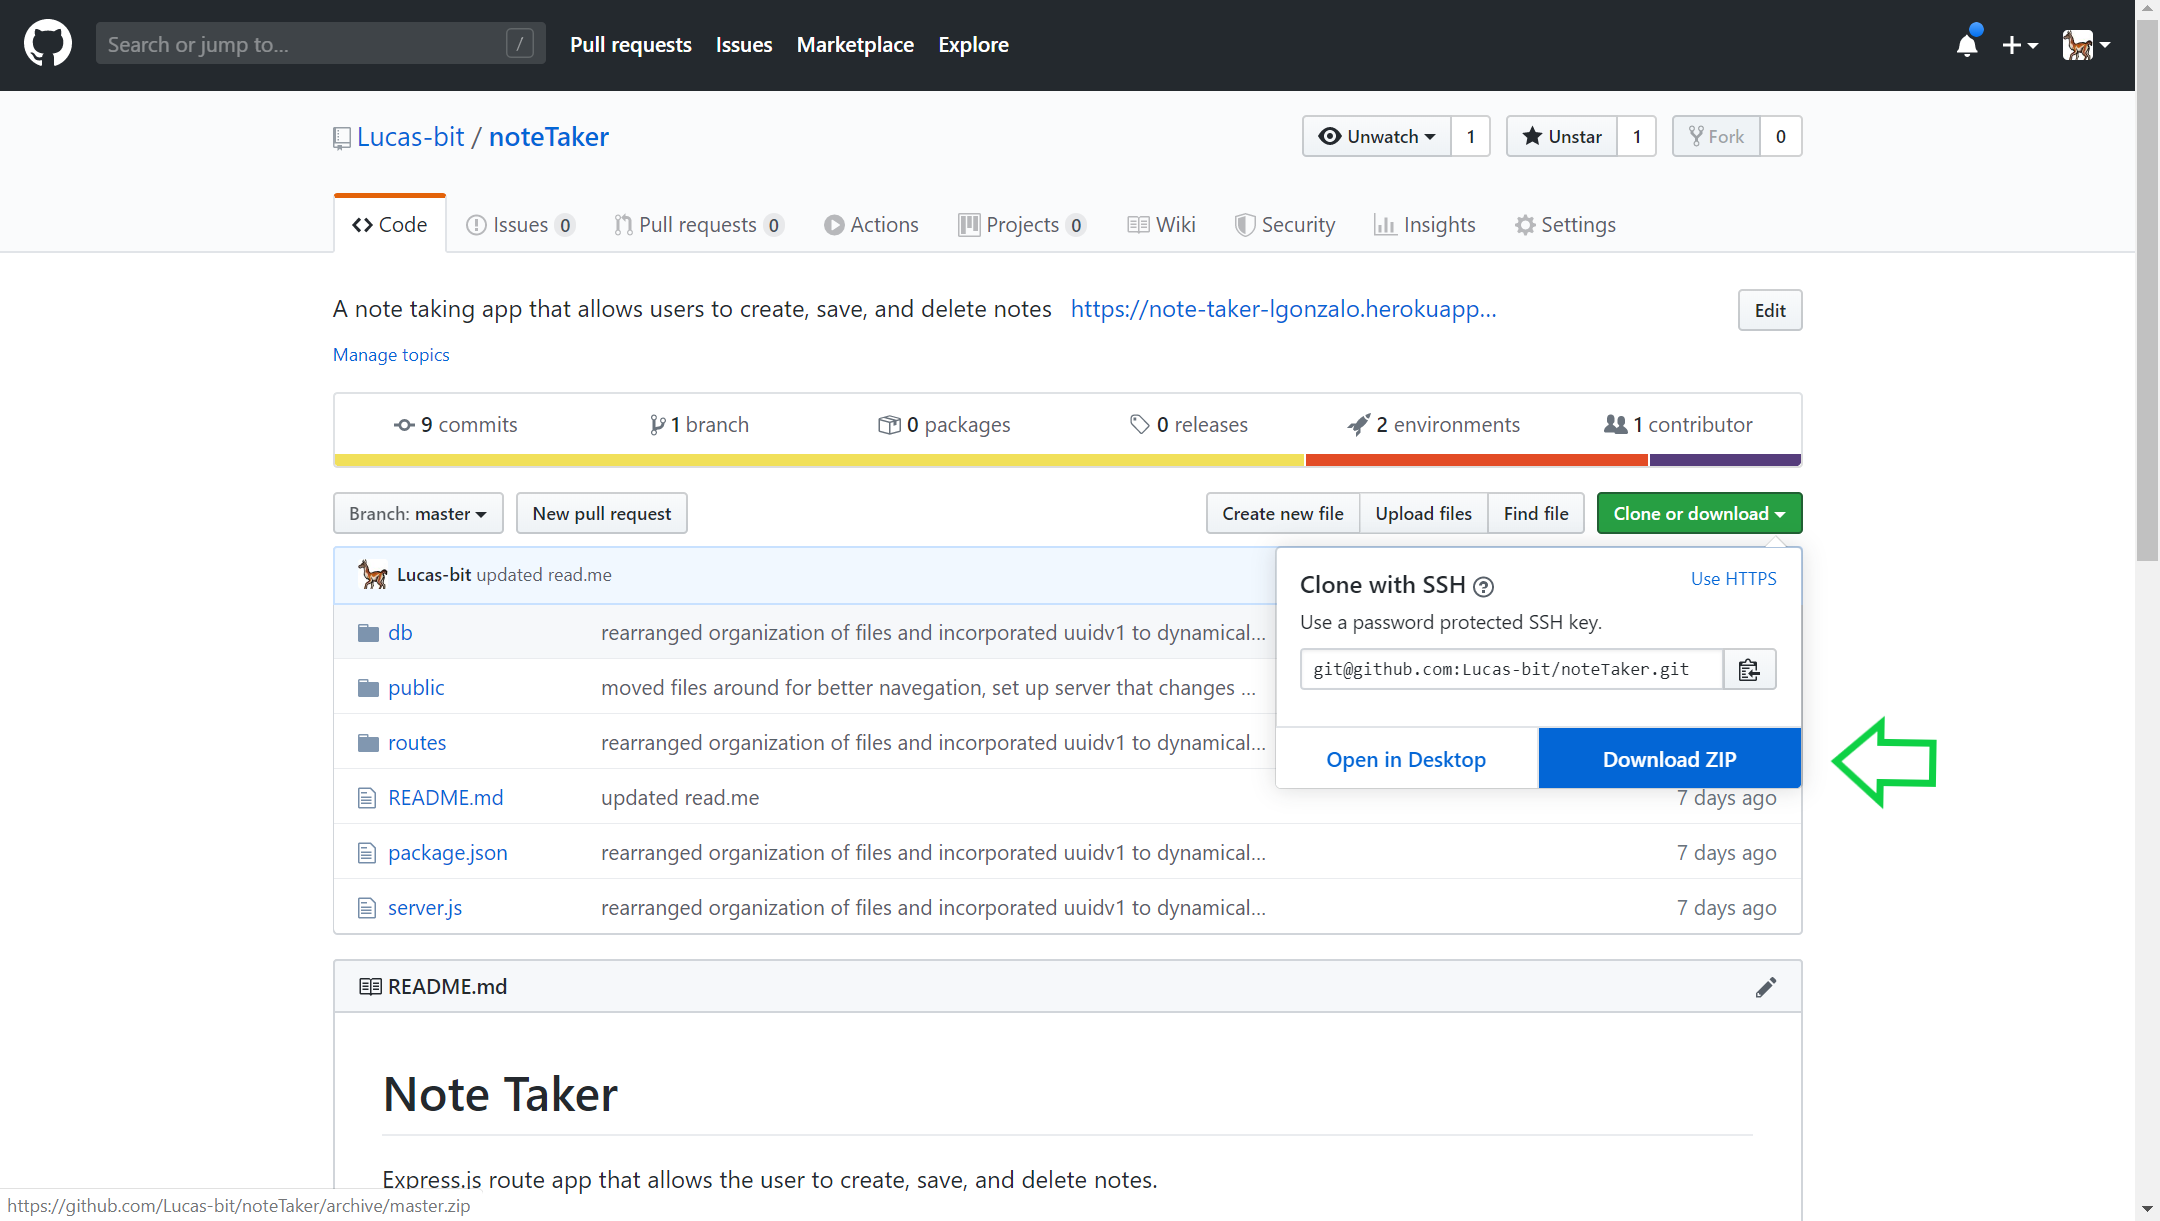 Search or jump to... / Pull requests Issues Marketplace Explore
Lucas-bit / noteTaker Unwatch 1 Unstar 1 Fork 0
Code Issues 0 Pull requests 0 Actions Projects 0 Wiki Security Insights Settings
A note taking app that allows users to create, save, and delete notes https://note-taker-lgonzalo.herokuapp... Edit
Manage topics
9 commits 1 branch 0 packages 0 releases 2 environments 1 contributor
Branch: master New pull request Create new file Upload files Find file Clone or download
Lucas-bit updated read.me
Clone with SSH ? Use HTTPS
Use a password protected SSH key.
git@github.com:Lucas-bit/noteTaker.git
Open in Desktop Download ZIP
db rearranged organization of files and incorporated uuidv1 to dynamical...
public moved files around for better navegation, set up server that changes ...
routes rearranged organization of files and incorporated uuidv1 to dynamical...
README.md updated read.me 7 days ago
package.json rearranged organization of files and incorporated uuidv1 to dynamical... 7 days ago
server.js rearranged organization of files and incorporated uuidv1 to dynamical... 7 days ago
README.md
Note Taker
Express.js route app that allows the user to create, save, and delete notes.
https://github.com/Lucas-bit/noteTaker/archive/master.zip